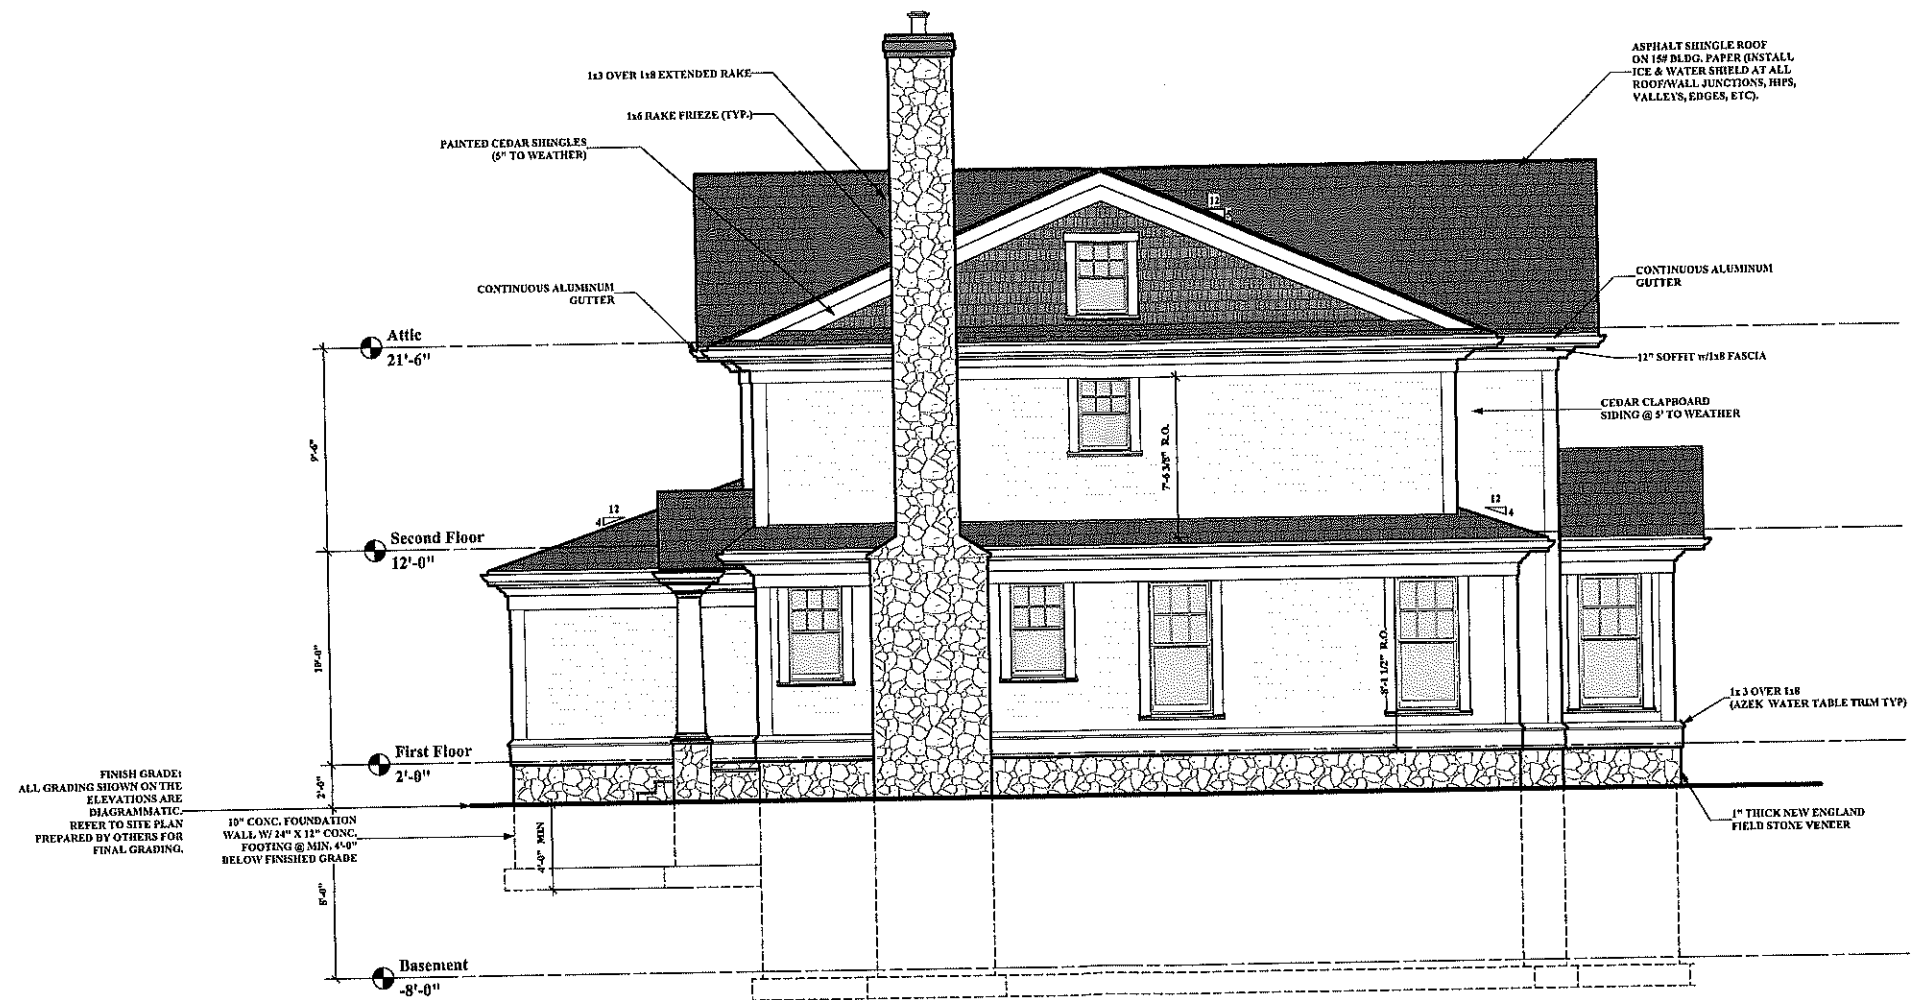 1x3 OVER 1x8 EXTENDED RAKE
1x6 RAKE FRIEZE (TYP.)
PAINTED CEDAR SHINGLES
(5" TO WEATHER)
ASPHALT SHINGLE ROOF
ON 15# BLDG. PAPER (INSTALL
ICE & WATER SHIELD AT ALL
ROOF/WALL JUNCTIONS, HIPS,
VALLEYS, EDGES, ETC).
12
5
CONTINUOUS ALUMINUM
GUTTER
CONTINUOUS ALUMINUM
GUTTER
Attic
21'-6"
12" SOFFIT w/1x8 FASCIA
CEDAR CLAPBOARD
SIDING @ 5' TO WEATHER
9'-6"
7'-6 3/8" R.O.
12
4
12
4
Second Floor
12'-0"
10'-0"
8'-1 1/2" R.O.
1x 3 OVER 1x8
(AZEK WATER TABLE TRIM TYP)
First Floor
2'-0"
2'-0"
FINISH GRADE:
ALL GRADING SHOWN ON THE
ELEVATIONS ARE
DIAGRAMMATIC.
REFER TO SITE PLAN
PREPARED BY OTHERS FOR
FINAL GRADING.
10" CONC. FOUNDATION
WALL W/ 24" X 12" CONC.
FOOTING @ MIN. 4'-0"
BELOW FINISHED GRADE
4'-0" MIN
1" THICK NEW ENGLAND
FIELD STONE VENEER
8'-0"
Basement
-8'-0"